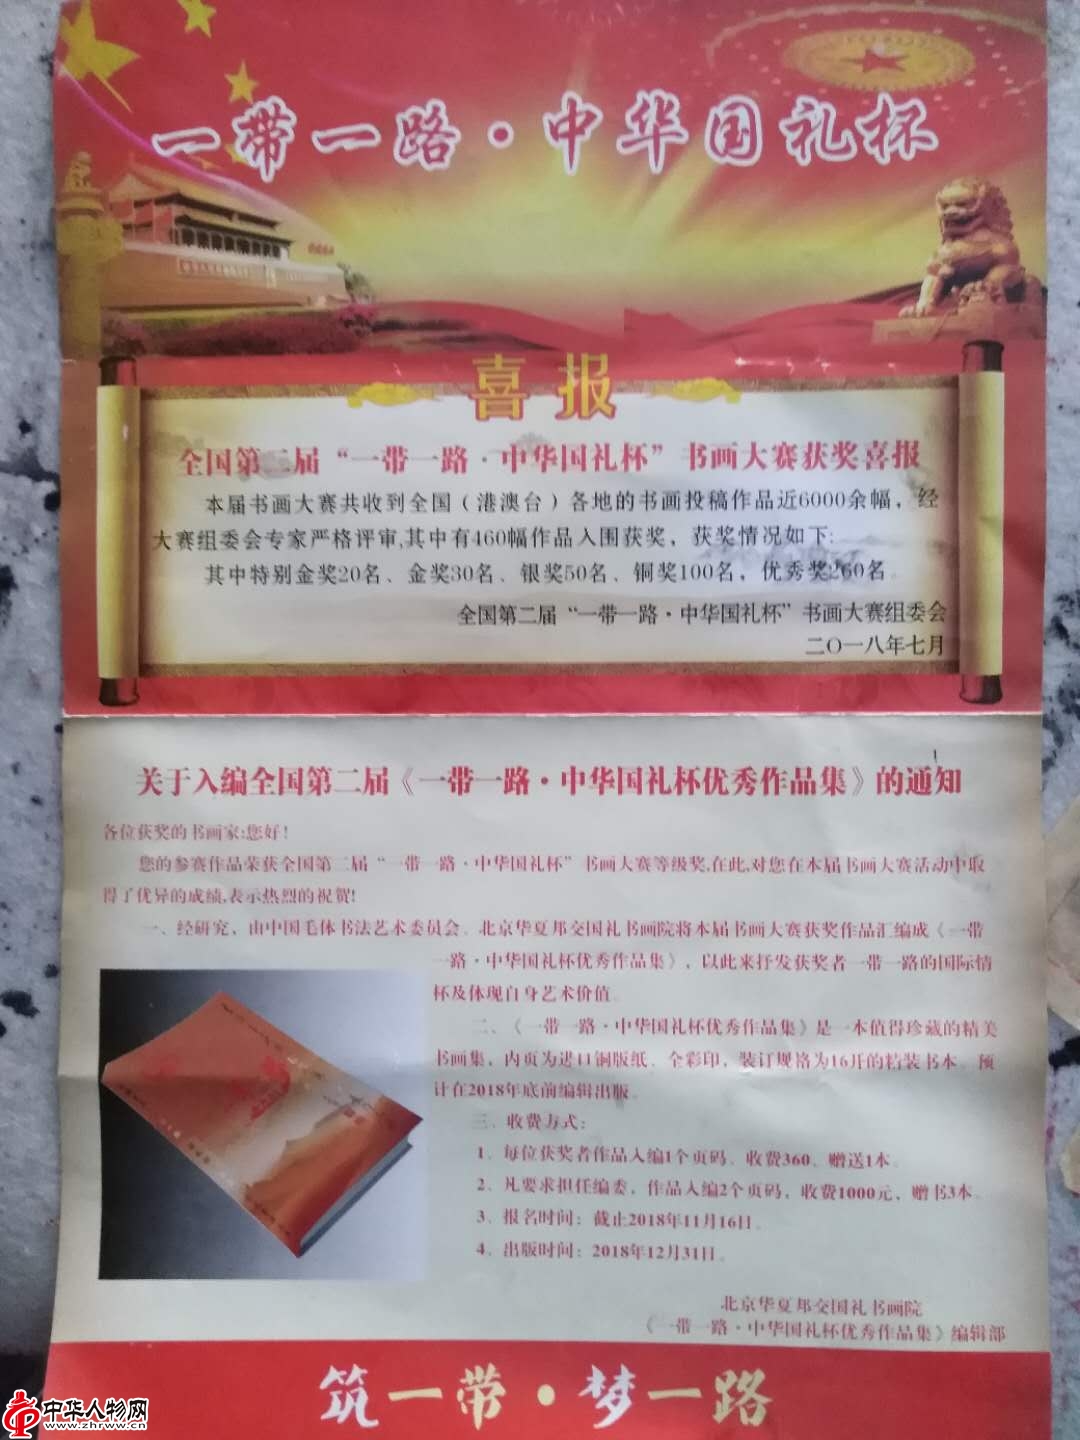 一带一路·中华国礼杯
喜报
全国第二届“一带一路·中华国礼杯”书画大赛获奖喜报
本届书画大赛共收到全国（港澳台）各地的书画投稿作品近6000余幅，经
大赛组委会专家严格评审,其中有460幅作品入围获奖，获奖情况如下:
其中特别金奖20名、金奖30名、银奖50名、铜奖100名，优秀奖260名。
全国第二届“一带一路·中华国礼杯”书画大赛组委会
二〇一八年七月
关于入编全国第二届《一带一路·中华国礼杯优秀作品集》的通知
各位获奖的书画家:您好!
您的参赛作品荣获全国第二届“一带一路·中华国礼杯”书画大赛等级奖,在此,对您在本届书画大赛活动中取
得了优异的成绩,表示热烈的祝贺!
一、经研究，由中国毛体书法艺术委员会、北京华夏邦交国礼书画院将本届书画大赛获奖作品汇编成《一带
一路·中华国礼杯优秀作品集》，以此来抒发获奖者一带一路的国际情
怀及体现自身艺术价值。
二、《一带一路·中华国礼杯优秀作品集》是一本值得珍藏的精美
书画集，内页为进口铜版纸、全彩印，装订规格为16开的精装书本。预
计在2018年底前编辑出版。
三、收费方式：
1、每位获奖者作品入编1个页码、收费360、赠送1本。
2、凡要求担任编委，作品入编2个页码，收费1000元，赠书3本。
3、报名时间：截止2018年11月16日。
4、出版时间：2018年12月31日。
北京华夏邦交国礼书画院
《一带一路·中华国礼杯优秀作品集》编辑部
筑一带·梦一路
中华人物网
www.zhrww.com.cn